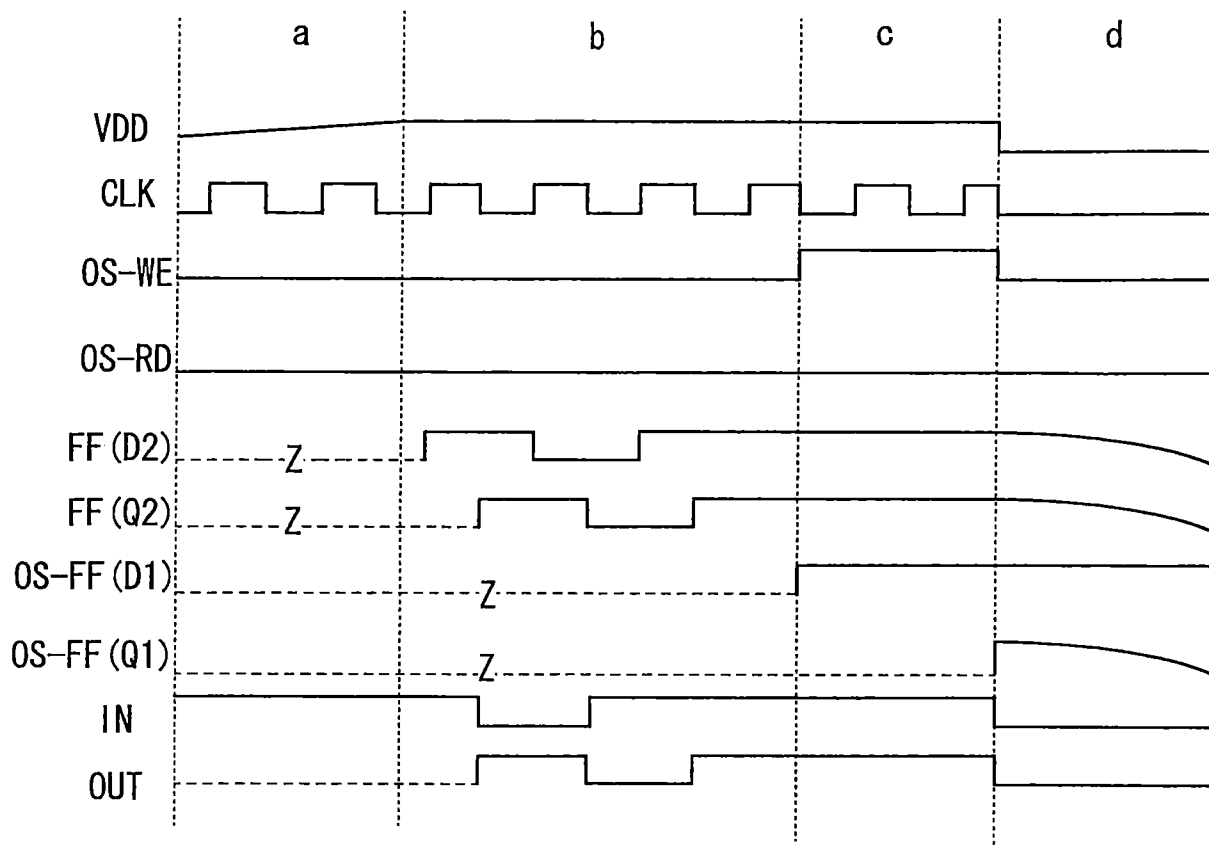 a b c d
VDD
CLK
OS-WE
OS-RD
FF(D2)
Z
FF(Q2)
Z
OS-FF(D1)
Z
OS-FF(Q1)
Z
IN
OUT